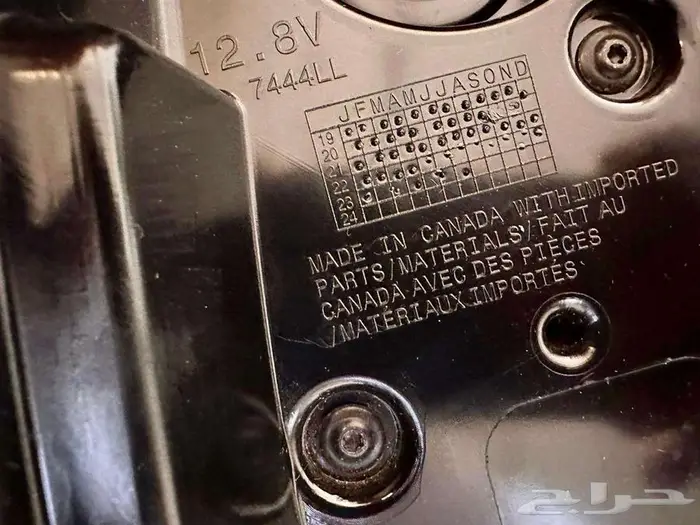 12.8V
7444LL
JFMAMJJASOND
19
20
21
22
23
24
MADE IN CANADA WITH IMPORTED
PARTS/MATERIALS/FAIT AU
CANADA AVEC DES PIÈCES
/MATÉRIAUX IMPORTÉS
حراج